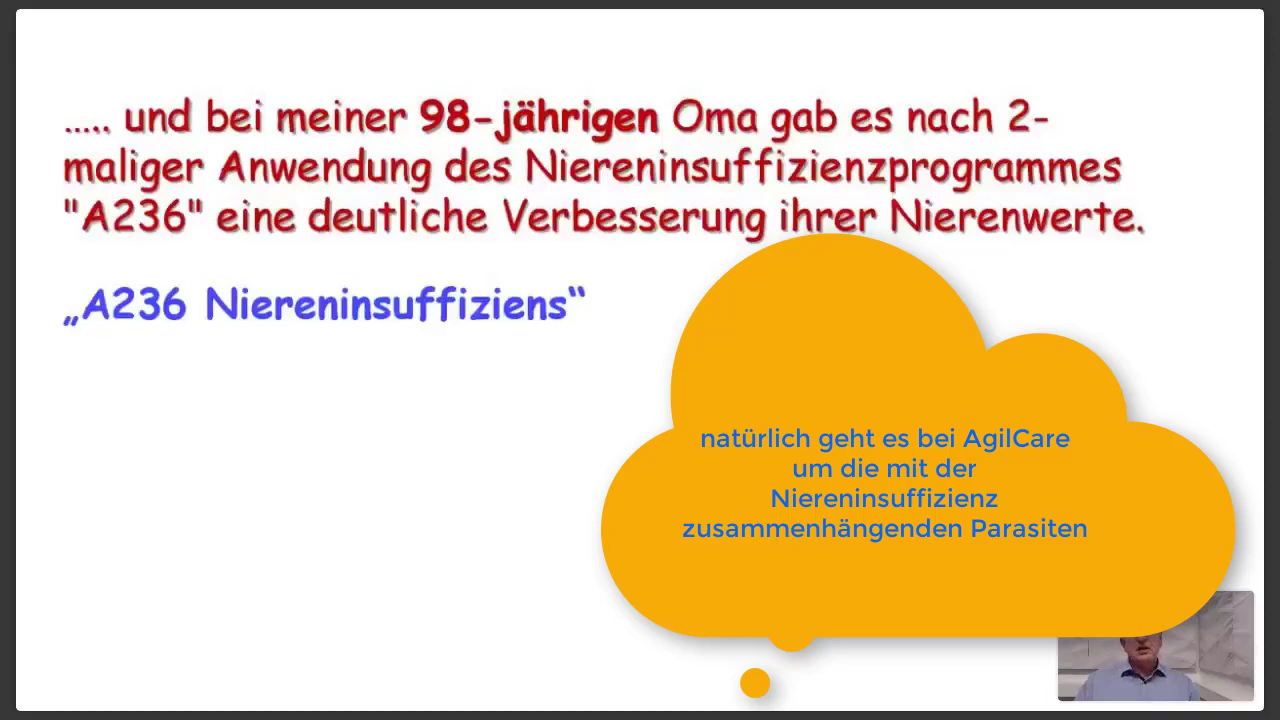 ..... und bei meiner 98-jährigen Oma gab es nach 2-
maliger Anwendung des Niereninsuffizienzprogrammes
"A236" eine deutliche Verbesserung ihrer Nierenwerte.
„A236 Niereninsuffiziens“
natürlich geht es bei AgilCare
um die mit der
Niereninsuffizienz
zusammenhängenden Parasiten